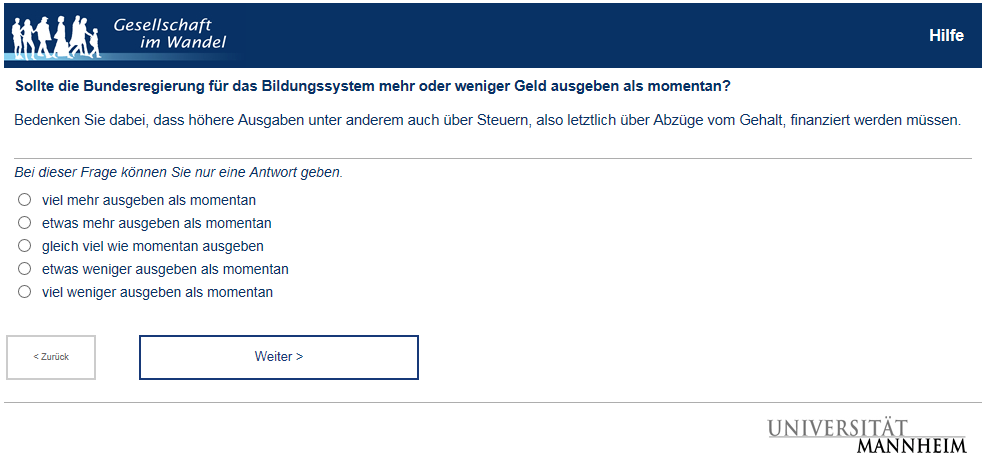 Gesellschaft
im Wandel
Hilfe
Sollte die Bundesregierung für das Bildungssystem mehr oder weniger Geld ausgeben als momentan?
Bedenken Sie dabei, dass höhere Ausgaben unter anderem auch über Steuern, also letztlich über Abzüge vom Gehalt, finanziert werden müssen.
Bei dieser Frage können Sie nur eine Antwort geben.
viel mehr ausgeben als momentan
etwas mehr ausgeben als momentan
gleich viel wie momentan ausgeben
etwas weniger ausgeben als momentan
viel weniger ausgeben als momentan
< Zurück
Weiter >
UNIVERSITÄT
MANNHEIM